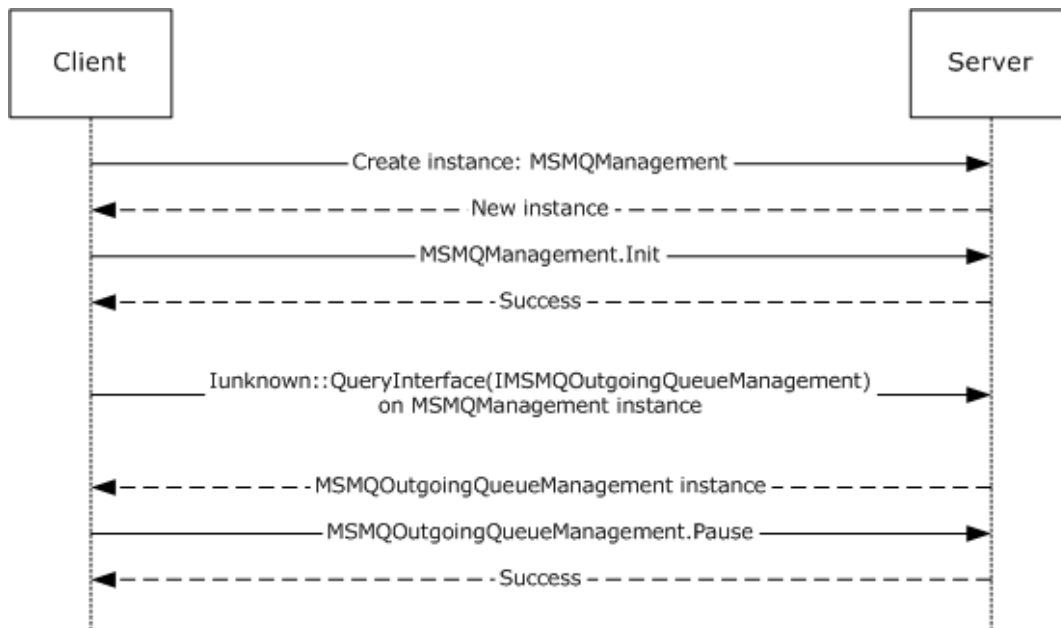 Client
Server
Create instance: MSMQManagement
New instance
MSMQManagement.Init
Success
Iunknown::QueryInterface(IMSMQOutgoingQueueManagement)
on MSMQManagement instance
MSMQOutgoingQueueManagement instance
MSMQOutgoingQueueManagement.Pause
Success